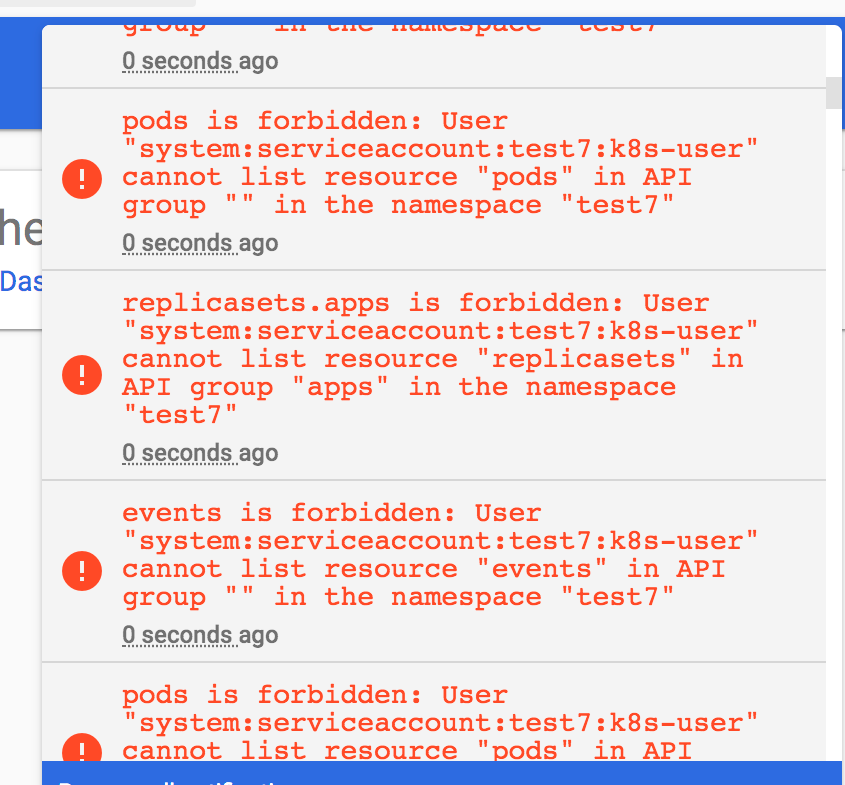 group "" in the namespace "test7"
0 seconds ago
pods is forbidden: User
"system:serviceaccount:test7:k8s-user"
cannot list resource "pods" in API
group "" in the namespace "test7"
0 seconds ago
he
Das
replicasets.apps is forbidden: User
"system:serviceaccount:test7:k8s-user"
cannot list resource "replicasets" in
API group "apps" in the namespace
"test7"
0 seconds ago
events is forbidden: User
"system:serviceaccount:test7:k8s-user"
cannot list resource "events" in API
group "" in the namespace "test7"
0 seconds ago
pods is forbidden: User
"system:serviceaccount:test7:k8s-user"
cannot list resource "pods" in API